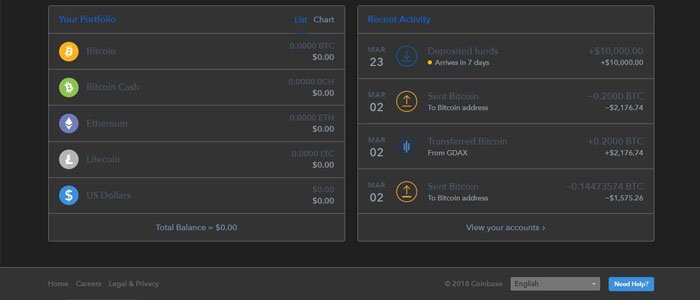 Your Portfolio
List Chart
Bitcoin
0.0000 BTC
$0.00
Bitcoin Cash
0.0000 BCH
$0.00
Ethereum
0.0000 ETH
$0.00
Litecoin
0.0000 LTC
$0.00
US Dollars
$0.00
$0.00
Total Balance ≈ $0.00
Recent Activity
MAR
23
Deposited funds
Arrives in 7 days
+$10,000.00
+$10,000.00
MAR
02
Sent Bitcoin
To Bitcoin address
−0.2000 BTC
−$2,176.74
MAR
02
Transferred Bitcoin
From GDAX
+0.2000 BTC
+$2,176.74
MAR
02
Sent Bitcoin
To Bitcoin address
−0.14473574 BTC
−$1,575.26
View your accounts ›
Home Careers Legal & Privacy
© 2018 Coinbase
English
Need Help?